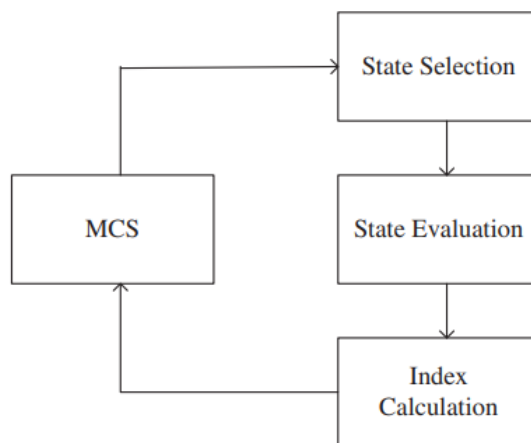 State Selection
MCS
State Evaluation
Index
Calculation